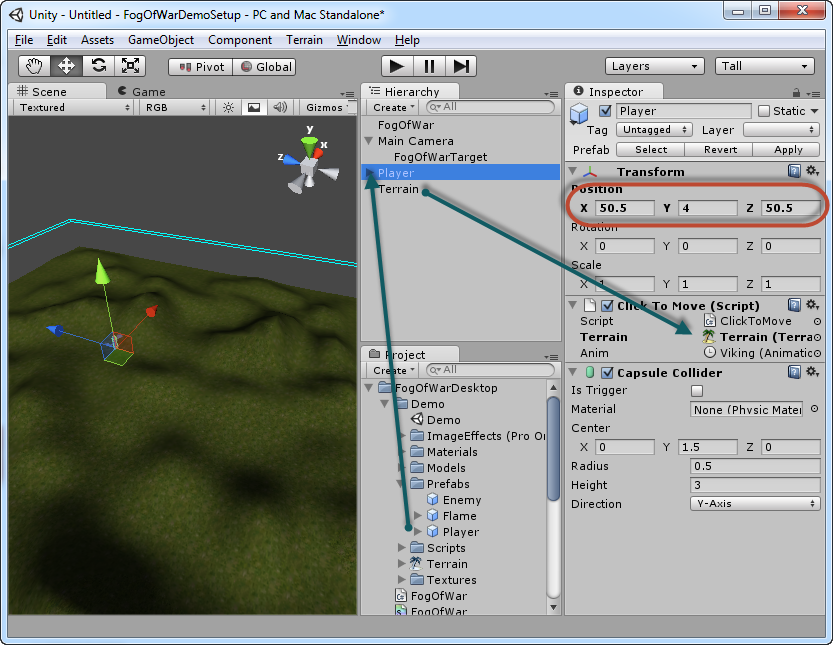 Unity - Untitled - FogOfWarDemoSetup - PC and Mac Standalone*
File Edit Assets GameObject Component Terrain Window Help
Pivot Global Layers Tall
Scene Game
Textured RGB Gizmos
y
x
z
Hierarchy
Create All
FogOfWar
Main Camera
FogOfWarTarget
Player
Terrain
Project
Create All
FogOfWarDesktop
Demo
Demo
ImageEffects (Pro Or
Materials
Models
Prefabs
Enemy
Flame
Player
Scripts
Terrain
Textures
FogOfWar
FogOfWar
Inspector
Player Static
Tag Untagged Layer
Prefab Select Revert Apply
Transform
Position
X 50.5 Y 4 Z 50.5
Rotation
X 0 Y 0 Z 0
Scale
X 1 Y 1 Z 1
Click To Move (Script)
Script ClickToMove
Terrain Terrain (Terra
Anim Viking (Animatic
Capsule Collider
Is Trigger
Material None (Physic Mater
Center
X 0 Y 1.5 Z 0
Radius 0.5
Height 3
Direction Y-Axis